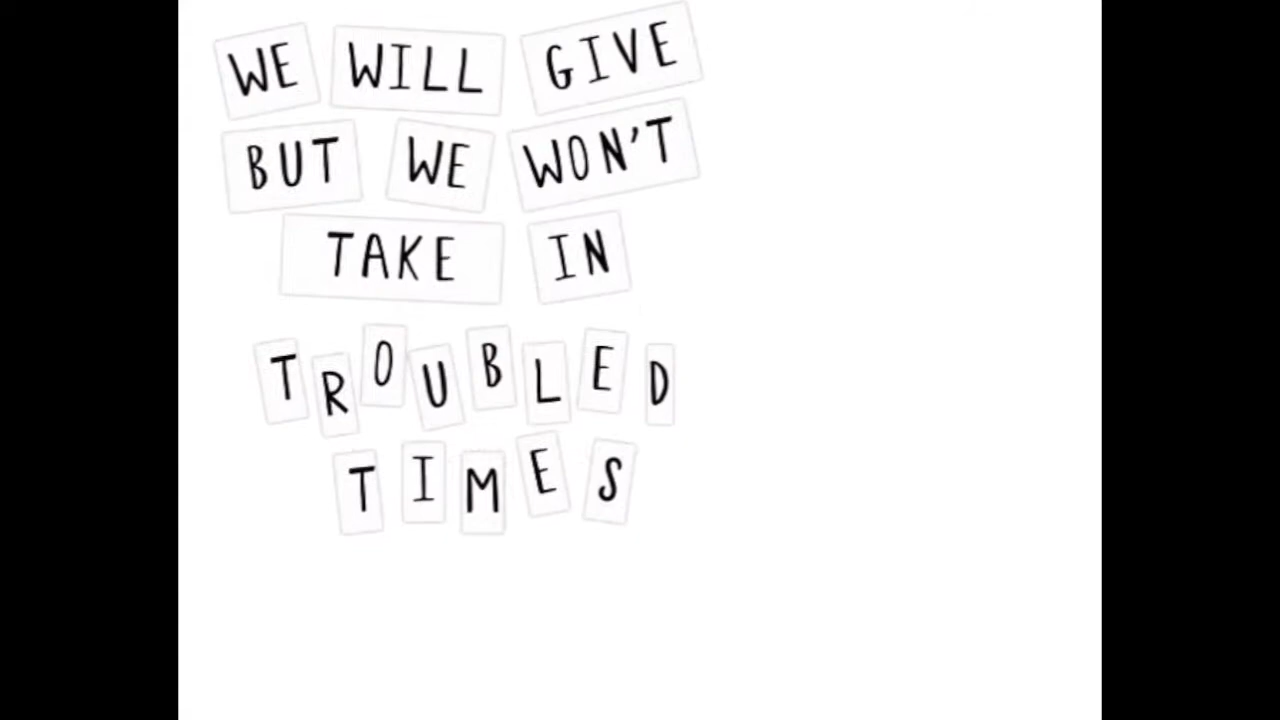 WE WILL GIVE
BUT WE WON'T
TAKE IN
TROUBLED
TIMES